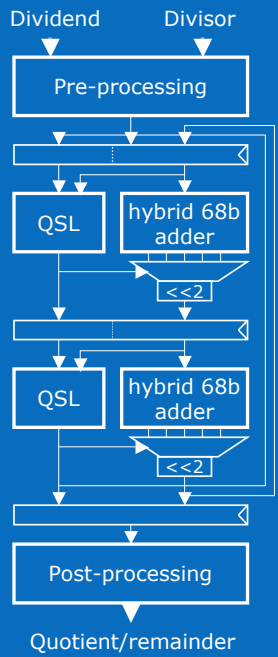 Dividend Divisor
Pre-processing
QSL
hybrid 68b
adder
<<2
QSL
hybrid 68b
adder
<<2
Post-processing
Quotient/remainder